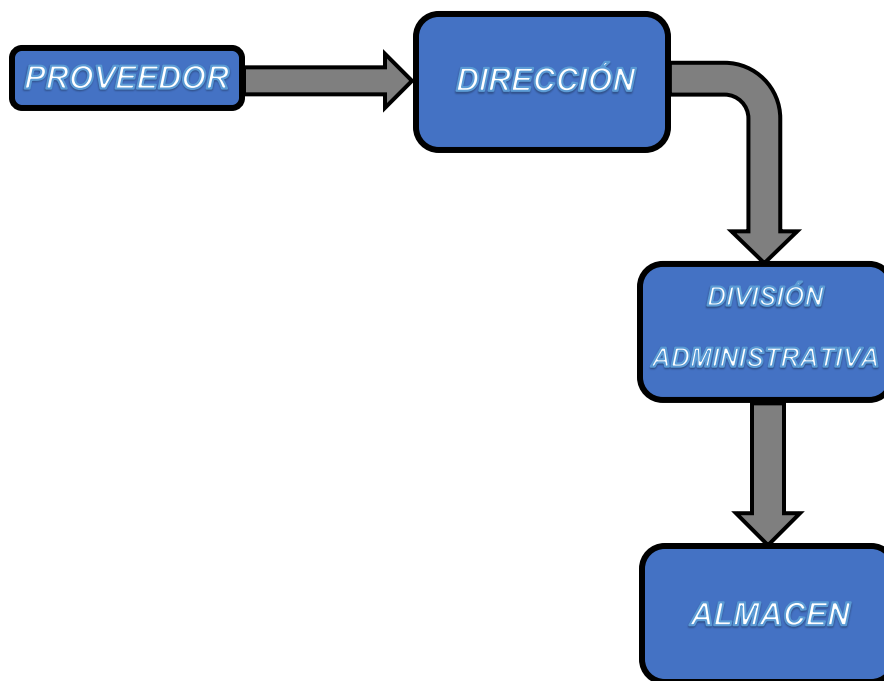 PROVEEDOR
DIRECCIÓN
DIVISIÓN
ADMINISTRATIVA
ALMACEN